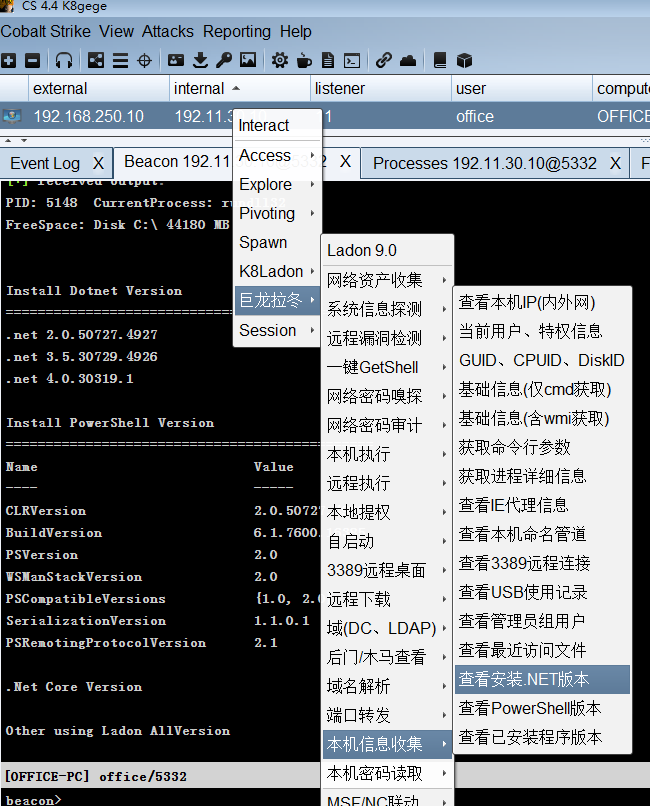 CS 4.4 K8gege
Cobalt Strike View Attacks Reporting Help
external internal listener user compute
192.168.250.10 192.11.3 1 office OFFICE
Event Log X Beacon 192.11 5332 X Processes 192.11.30.10@5332 X F
[+] received output:
PID: 5148 CurrentProcess:
FreeSpace: Disk C:\ 44180 MB
Install Dotnet Version
.net 2.0.50727.4927
.net 3.5.30729.4926
.net 4.0.30319.1
Install PowerShell Version
Name Value
---- -----
CLRVersion 2.0.50727
BuildVersion 6.1.7600.
PSVersion 2.0
WSManStackVersion 2.0
PSCompatibleVersions {1.0, 2.0
SerializationVersion 1.1.0.1
PSRemotingProtocolVersion 2.1
.Net Core Version
Other using Ladon AllVersion
[OFFICE-PC] office/5332
beacon>
Interact
Access
Explore
Pivoting
Spawn
K8Ladon
巨龙拉冬
Session
Ladon 9.0
网络资产收集
系统信息探测
远程漏洞检测
一键GetShell
网络密码嗅探
网络密码审计
本机执行
远程执行
本地提权
自启动
3389远程桌面
远程下载
域(DC、LDAP)
后门/木马查看
域名解析
端口转发
本机信息收集
本机密码读取
MSF/NC联动
查看本机IP(内外网)
当前用户、特权信息
GUID、CPUID、DiskID
基础信息(仅cmd获取)
基础信息(含wmi获取)
获取命令行参数
获取进程详细信息
查看IE代理信息
查看本机命名管道
查看3389远程连接
查看USB使用记录
查看管理员组用户
查看最近访问文件
查看安装.NET版本
查看PowerShell版本
查看已安装程序版本